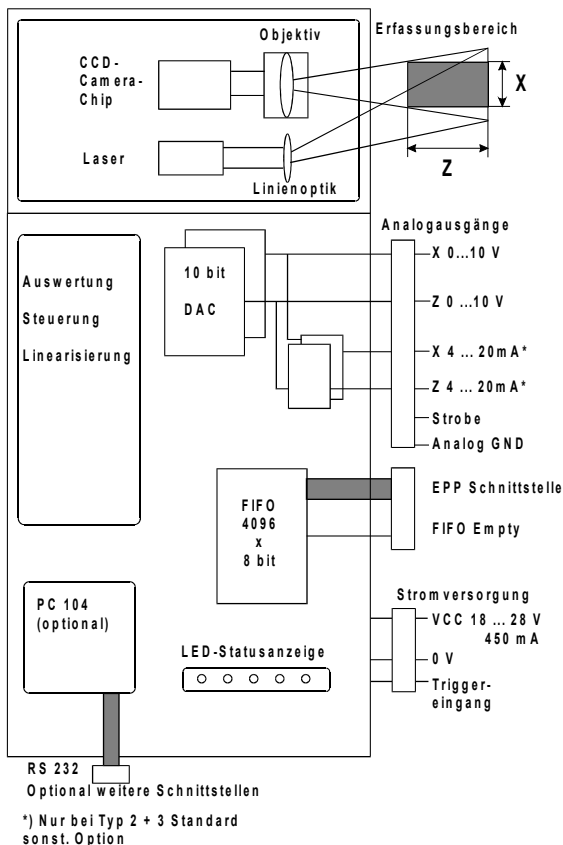 Objektiv
Erfassungsbereich
CCD-
Camera-
Chip
X
Laser
Z
Linienoptik
Analogausgänge
10 bit
DAC
X 0...10 V
Z 0 ...10 V
X 4 ... 20mA*
Z 4 ... 20mA*
Strobe
Analog GND
Auswertung
Steuerung
Linearisierung
FIFO
4096
x
8 bit
EPP Schnittstelle
FIFO Empty
PC 104
(optional)
LED-Statusanzeige
Stromversorgung
VCC 18 ... 28 V
450 mA
0 V
Trigger-
eingang
RS 232
Optional weitere Schnittstellen
*) Nur bei Typ 2 + 3 Standard
sonst. Option